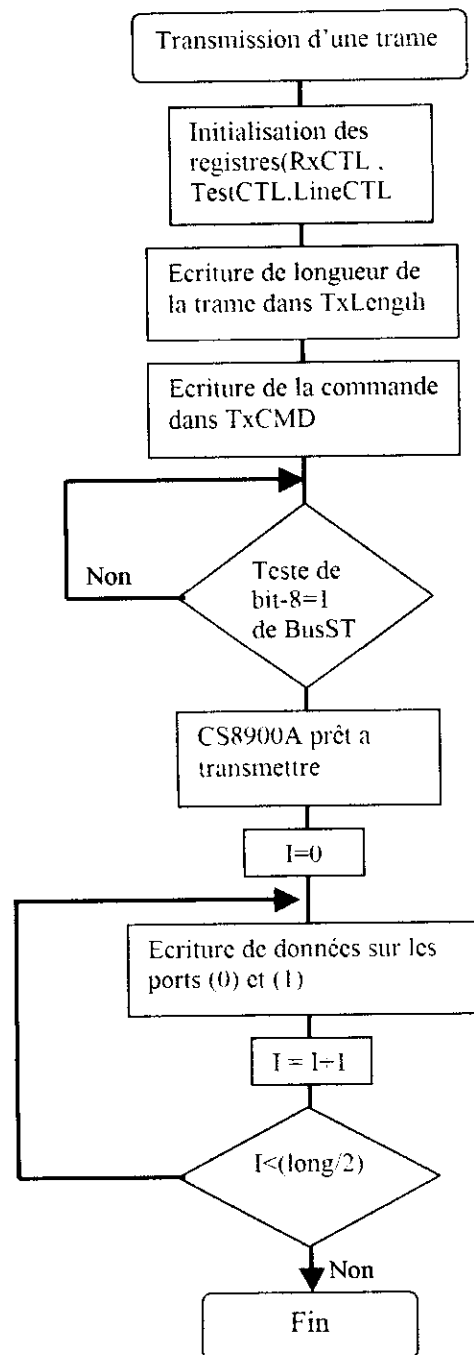 Transmission d'une trame
Initialisation des
registres(RxCTL ,
TestCTL.LineCTL
Ecriture de longueur de
la trame dans TxLength
Ecriture de la commande
dans TxCMD
Non
Teste de
bit-8=1
de BusST
CS8900A prêt a
transmettre
I=0
Ecriture de données sur les
ports (0) et (1)
I = I+1
I<(long/2)
Non
Fin